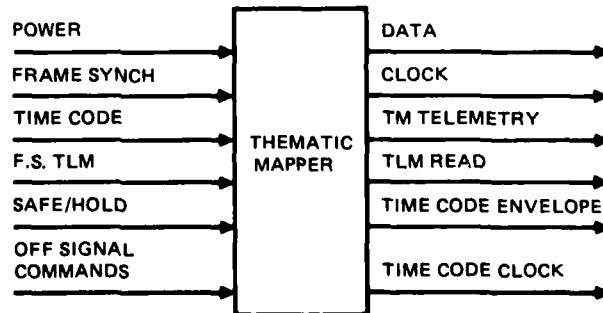 POWER
FRAME SYNCH
TIME CODE
F.S. TLM
SAFE/HOLD
OFF SIGNAL
COMMANDS
THEMATIC
MAPPER
DATA
CLOCK
TM TELEMETRY
TLM READ
TIME CODE ENVELOPE
TIME CODE CLOCK